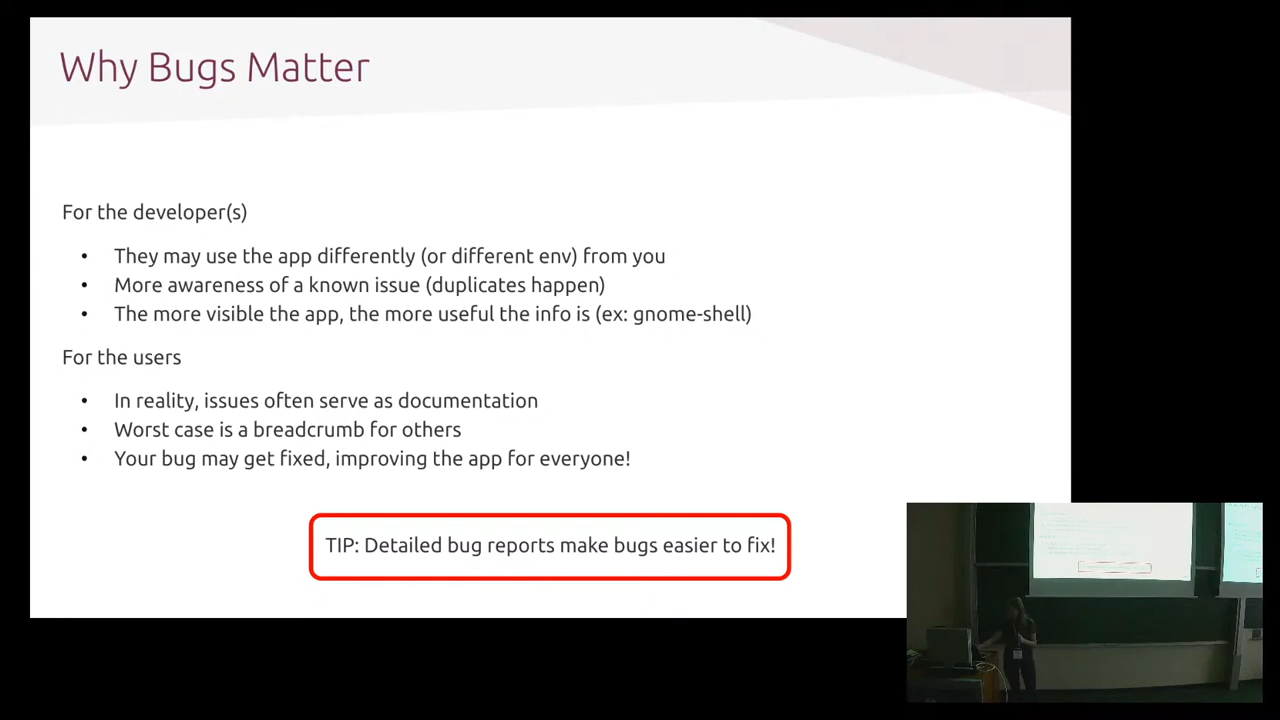 Why Bugs Matter
For the developer(s)
• They may use the app differently (or different env) from you
• More awareness of a known issue (duplicates happen)
• The more visible the app, the more useful the info is (ex: gnome-shell)
For the users
• In reality, issues often serve as documentation
• Worst case is a breadcrumb for others
• Your bug may get fixed, improving the app for everyone!
TIP: Detailed bug reports make bugs easier to fix!